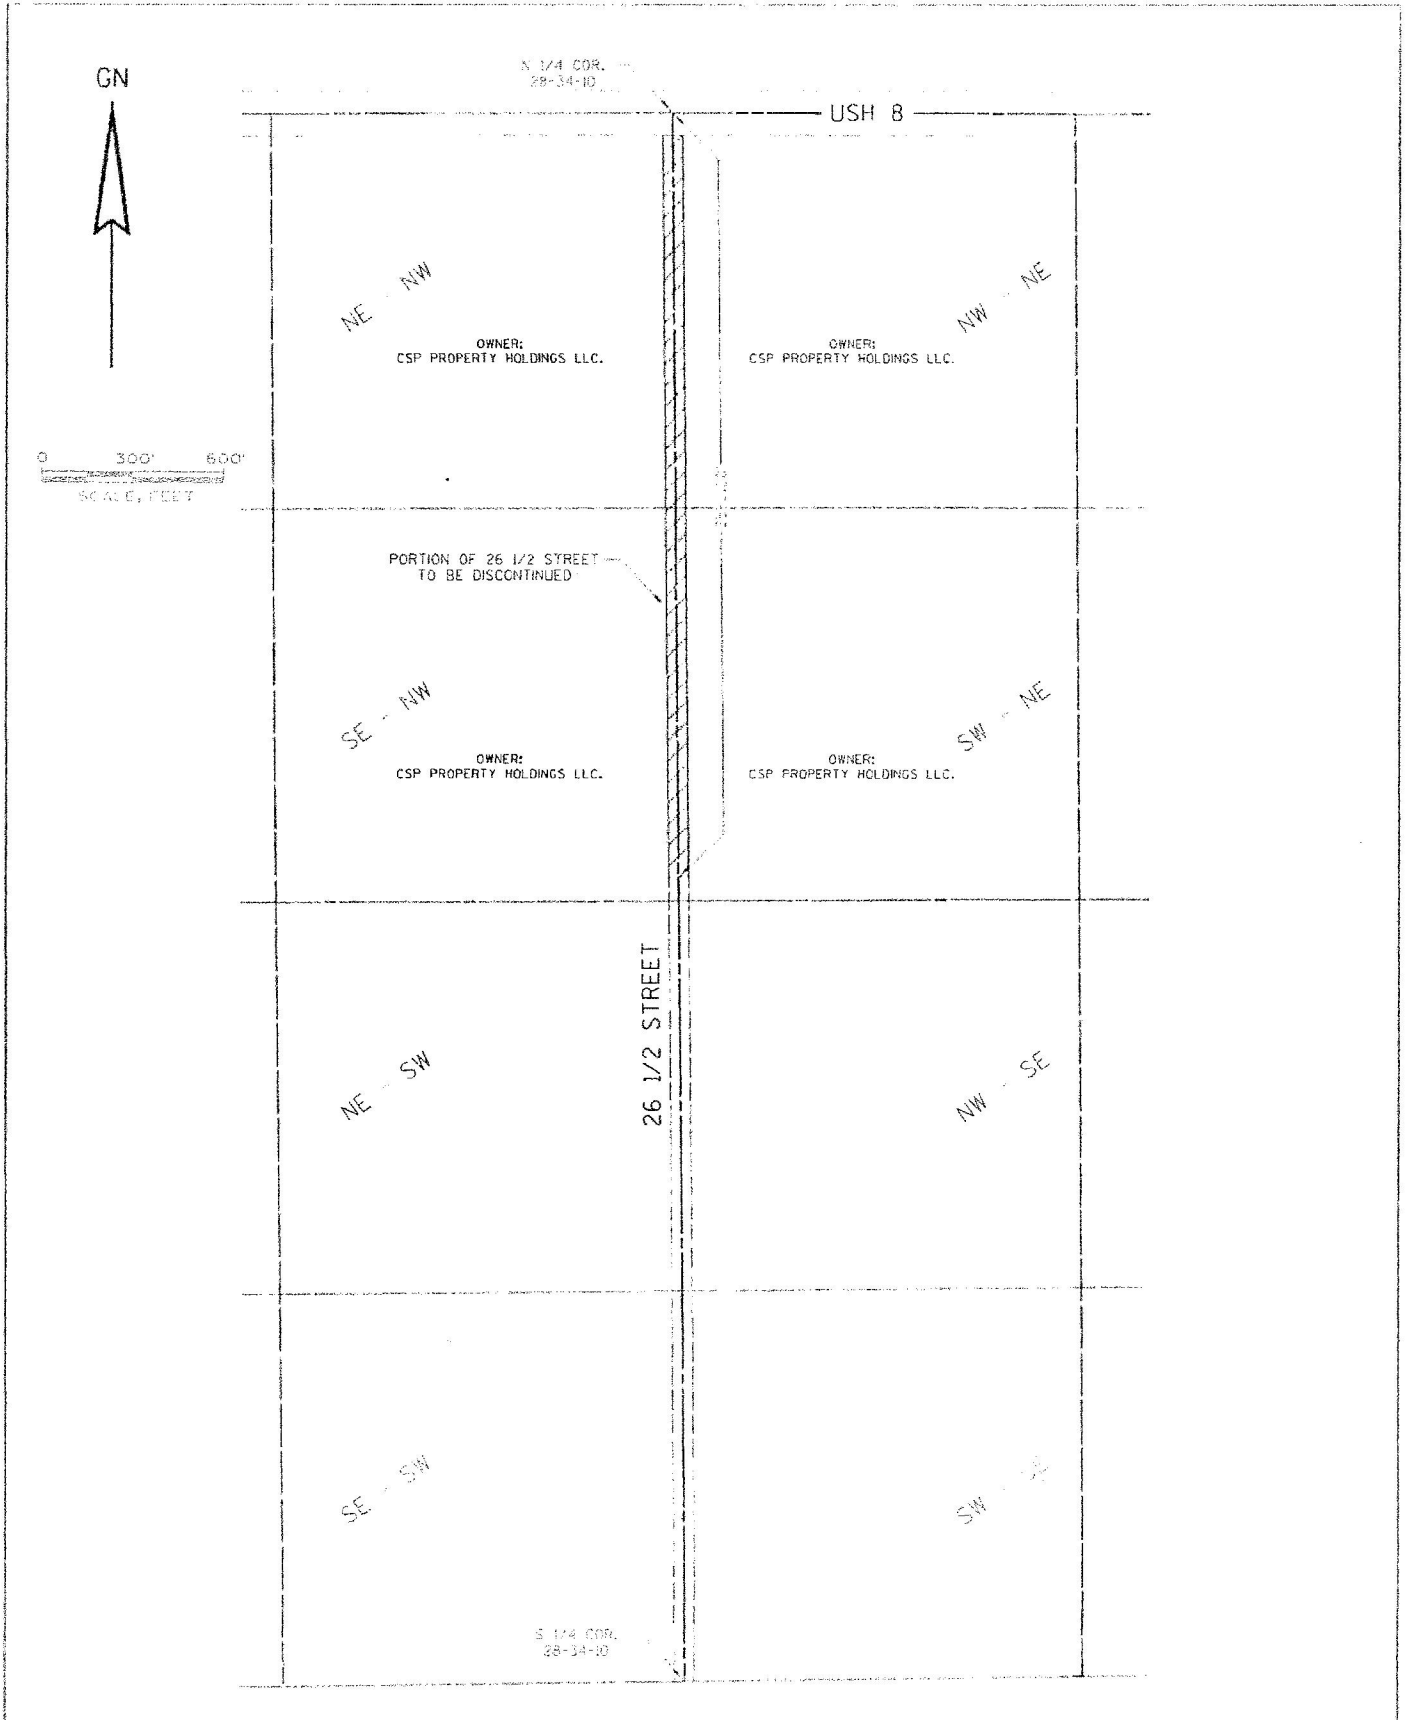 GN
N 1/4 COR.
28-34-10
USH 8
NE - NW
NW - NE
OWNER:
CSP PROPERTY HOLDINGS LLC.
OWNER:
CSP PROPERTY HOLDINGS LLC.
0 300' 600'
SCALE, FEET
PORTION OF 26 1/2 STREET
TO BE DISCONTINUED
SE - NW
SW - NE
OWNER:
CSP PROPERTY HOLDINGS LLC.
OWNER:
CSP PROPERTY HOLDINGS LLC.
26 1/2 STREET
NE - SW
NW - SE
SE - SW
SW - SE
S 1/4 COR.
28-34-10